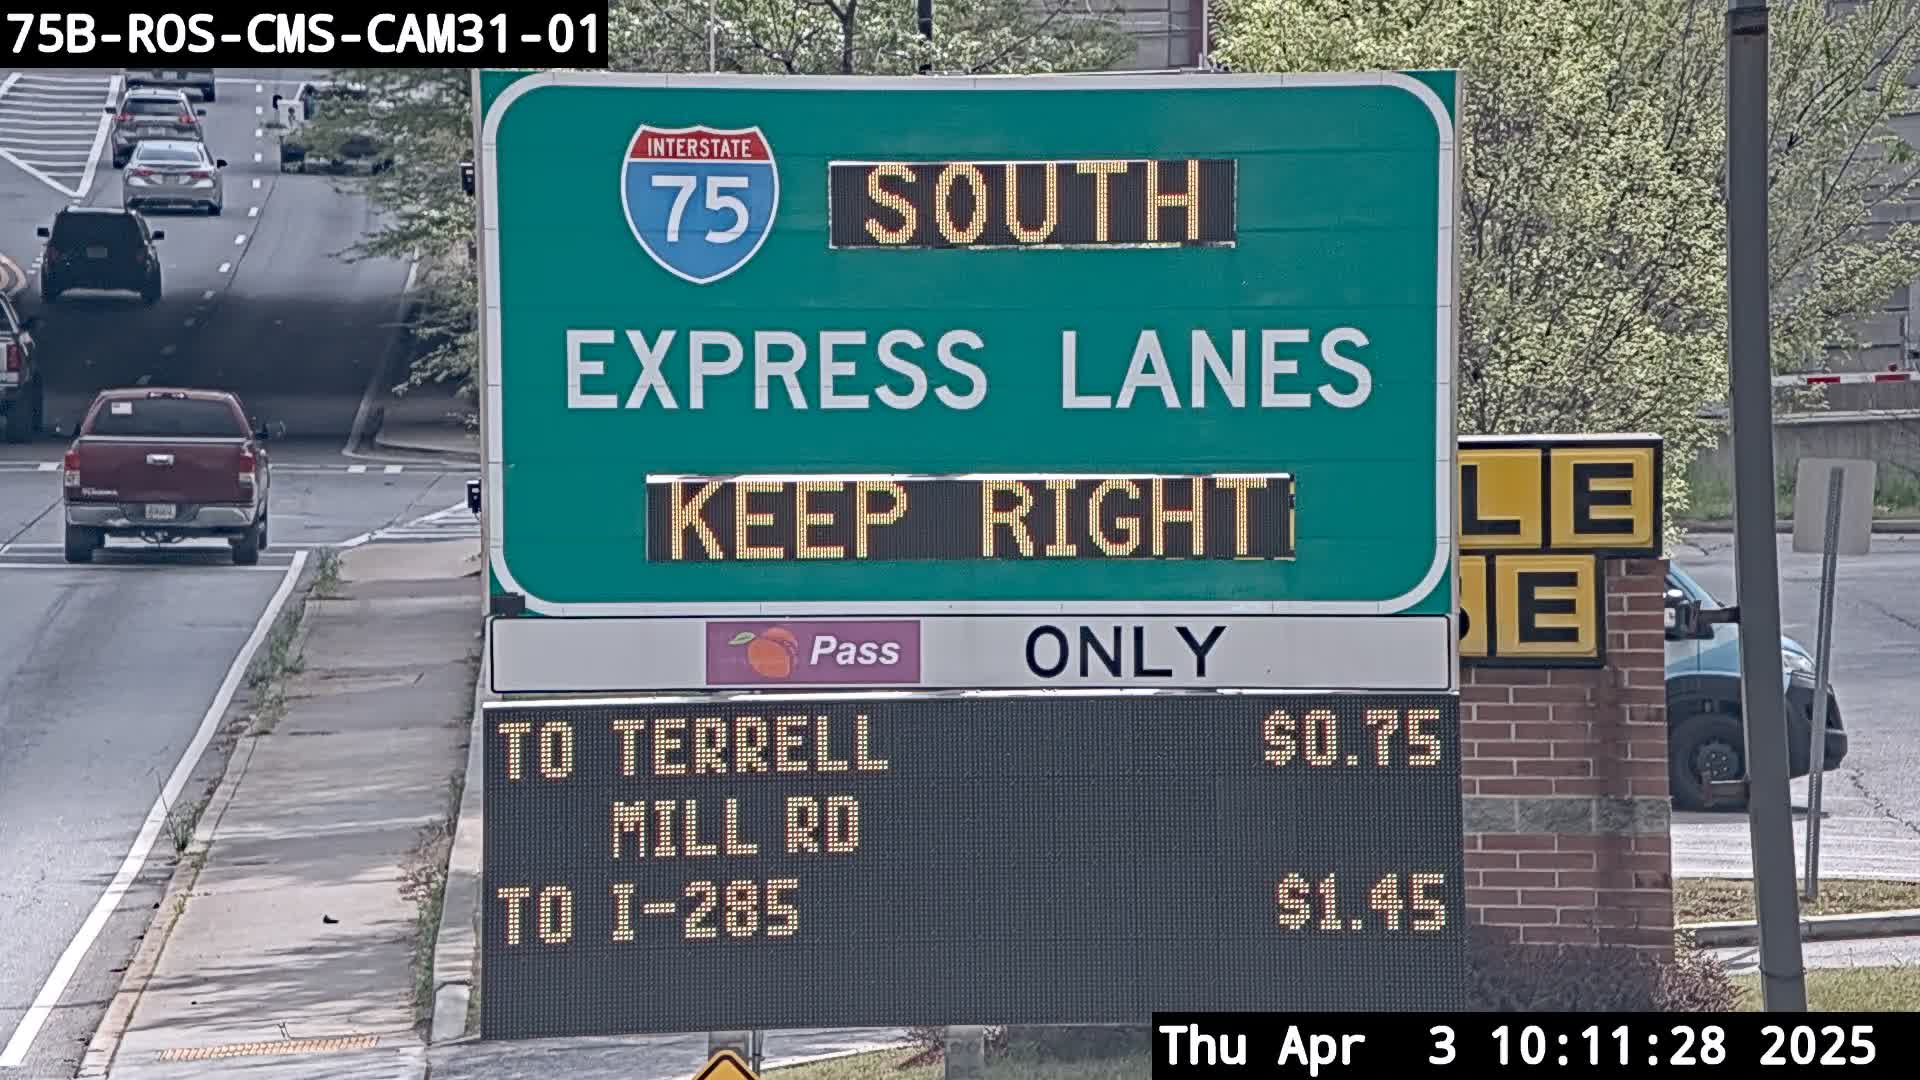 75B-ROS-CMS-CAM31-01
INTERSTATE
75
SOUTH
EXPRESS LANES
KEEP RIGHT
Pass ONLY
TO TERRELL $0.75
MILL RD
TO I-285 $1.45
LE
E
Thu Apr 3 10:11:28 2025